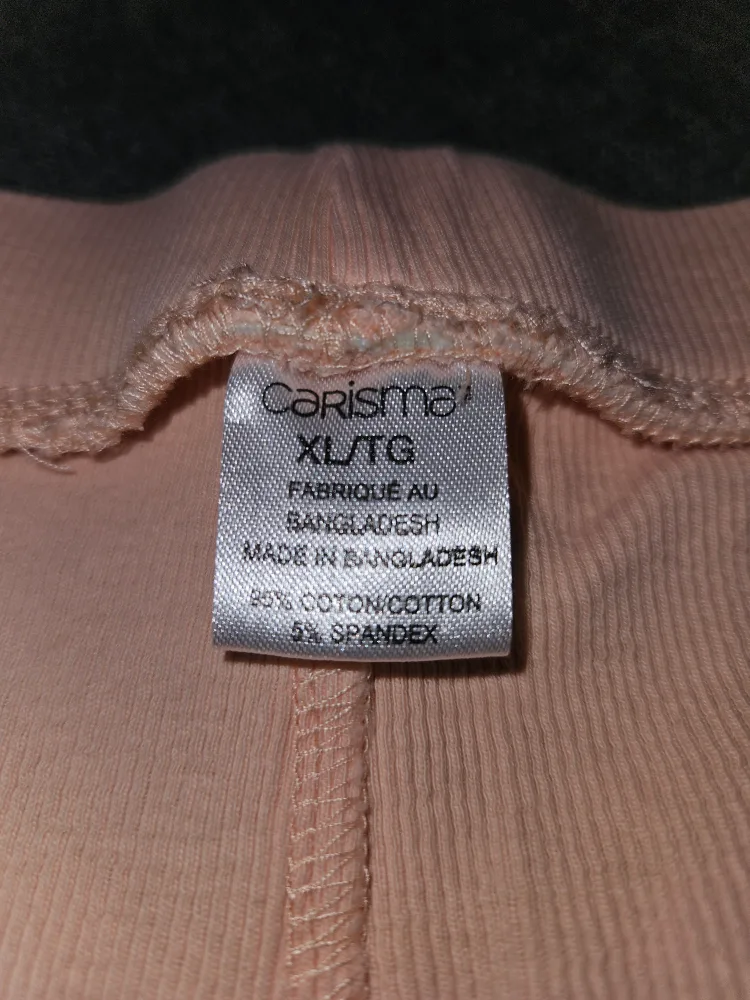 carisma
XL/TG
FABRIQUÉ AU
BANGLADESH
MADE IN BANGLADESH
95% COTON/COTTON
5% SPANDEX